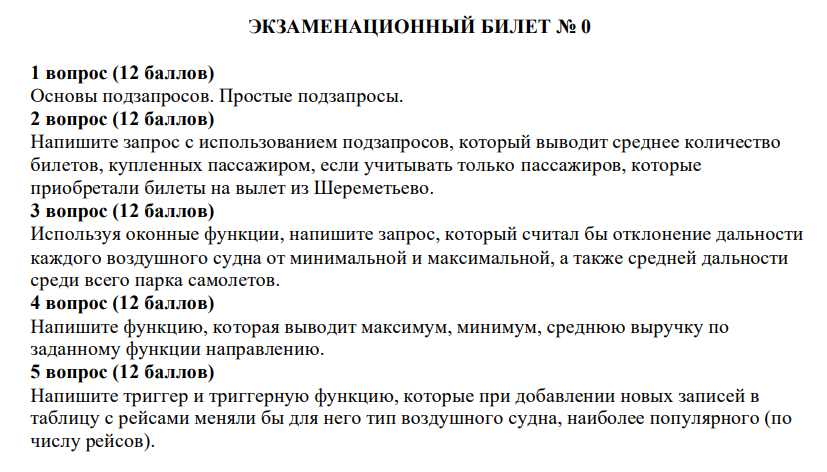 ЭКЗАМЕНАЦИОННЫЙ БИЛЕТ № 0
1 вопрос (12 баллов)
Основы подзапросов. Простые подзапросы.
2 вопрос (12 баллов)
Напишите запрос с использованием подзапросов, который выводит среднее количество
билетов, купленных пассажиром, если учитывать только пассажиров, которые
приобретали билеты на вылет из Шереметьево.
3 вопрос (12 баллов)
Используя оконные функции, напишите запрос, который считал бы отклонение дальности
каждого воздушного судна от минимальной и максимальной, а также средней дальности
среди всего парка самолетов.
4 вопрос (12 баллов)
Напишите функцию, которая выводит максимум, минимум, среднюю выручку по
заданному функции направлению.
5 вопрос (12 баллов)
Напишите триггер и триггерную функцию, которые при добавлении новых записей в
таблицу с рейсами меняли бы для него тип воздушного судна, наиболее популярного (по
числу рейсов).